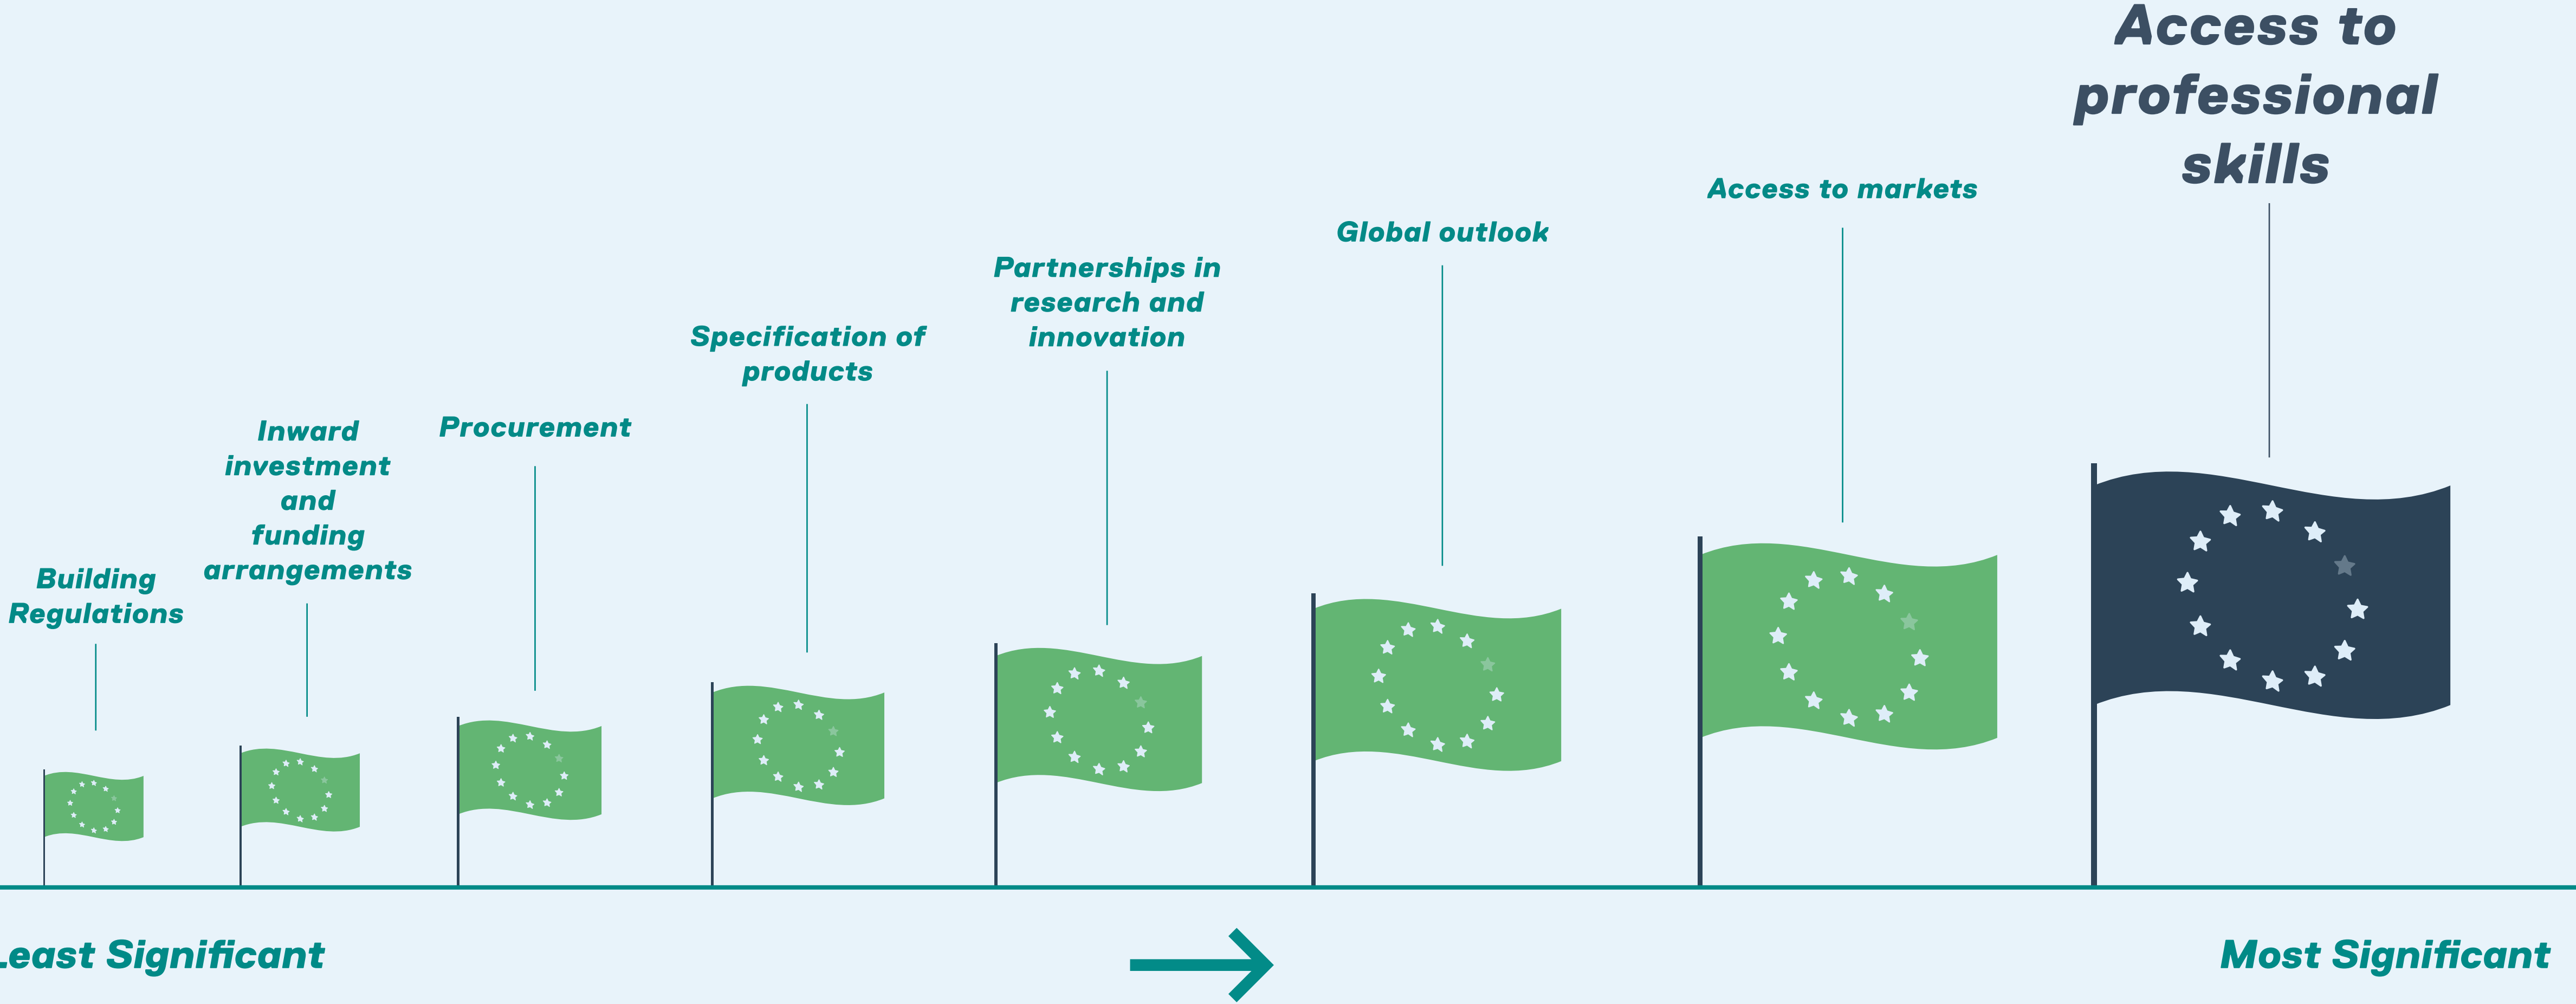 Building
Regulations
Inward
investment
and
funding
arrangements
Procurement
Specification of
products
Partnerships in
research and
innovation
Global outlook
Access to markets
Access to
professional
skills
Least Significant
Most Significant